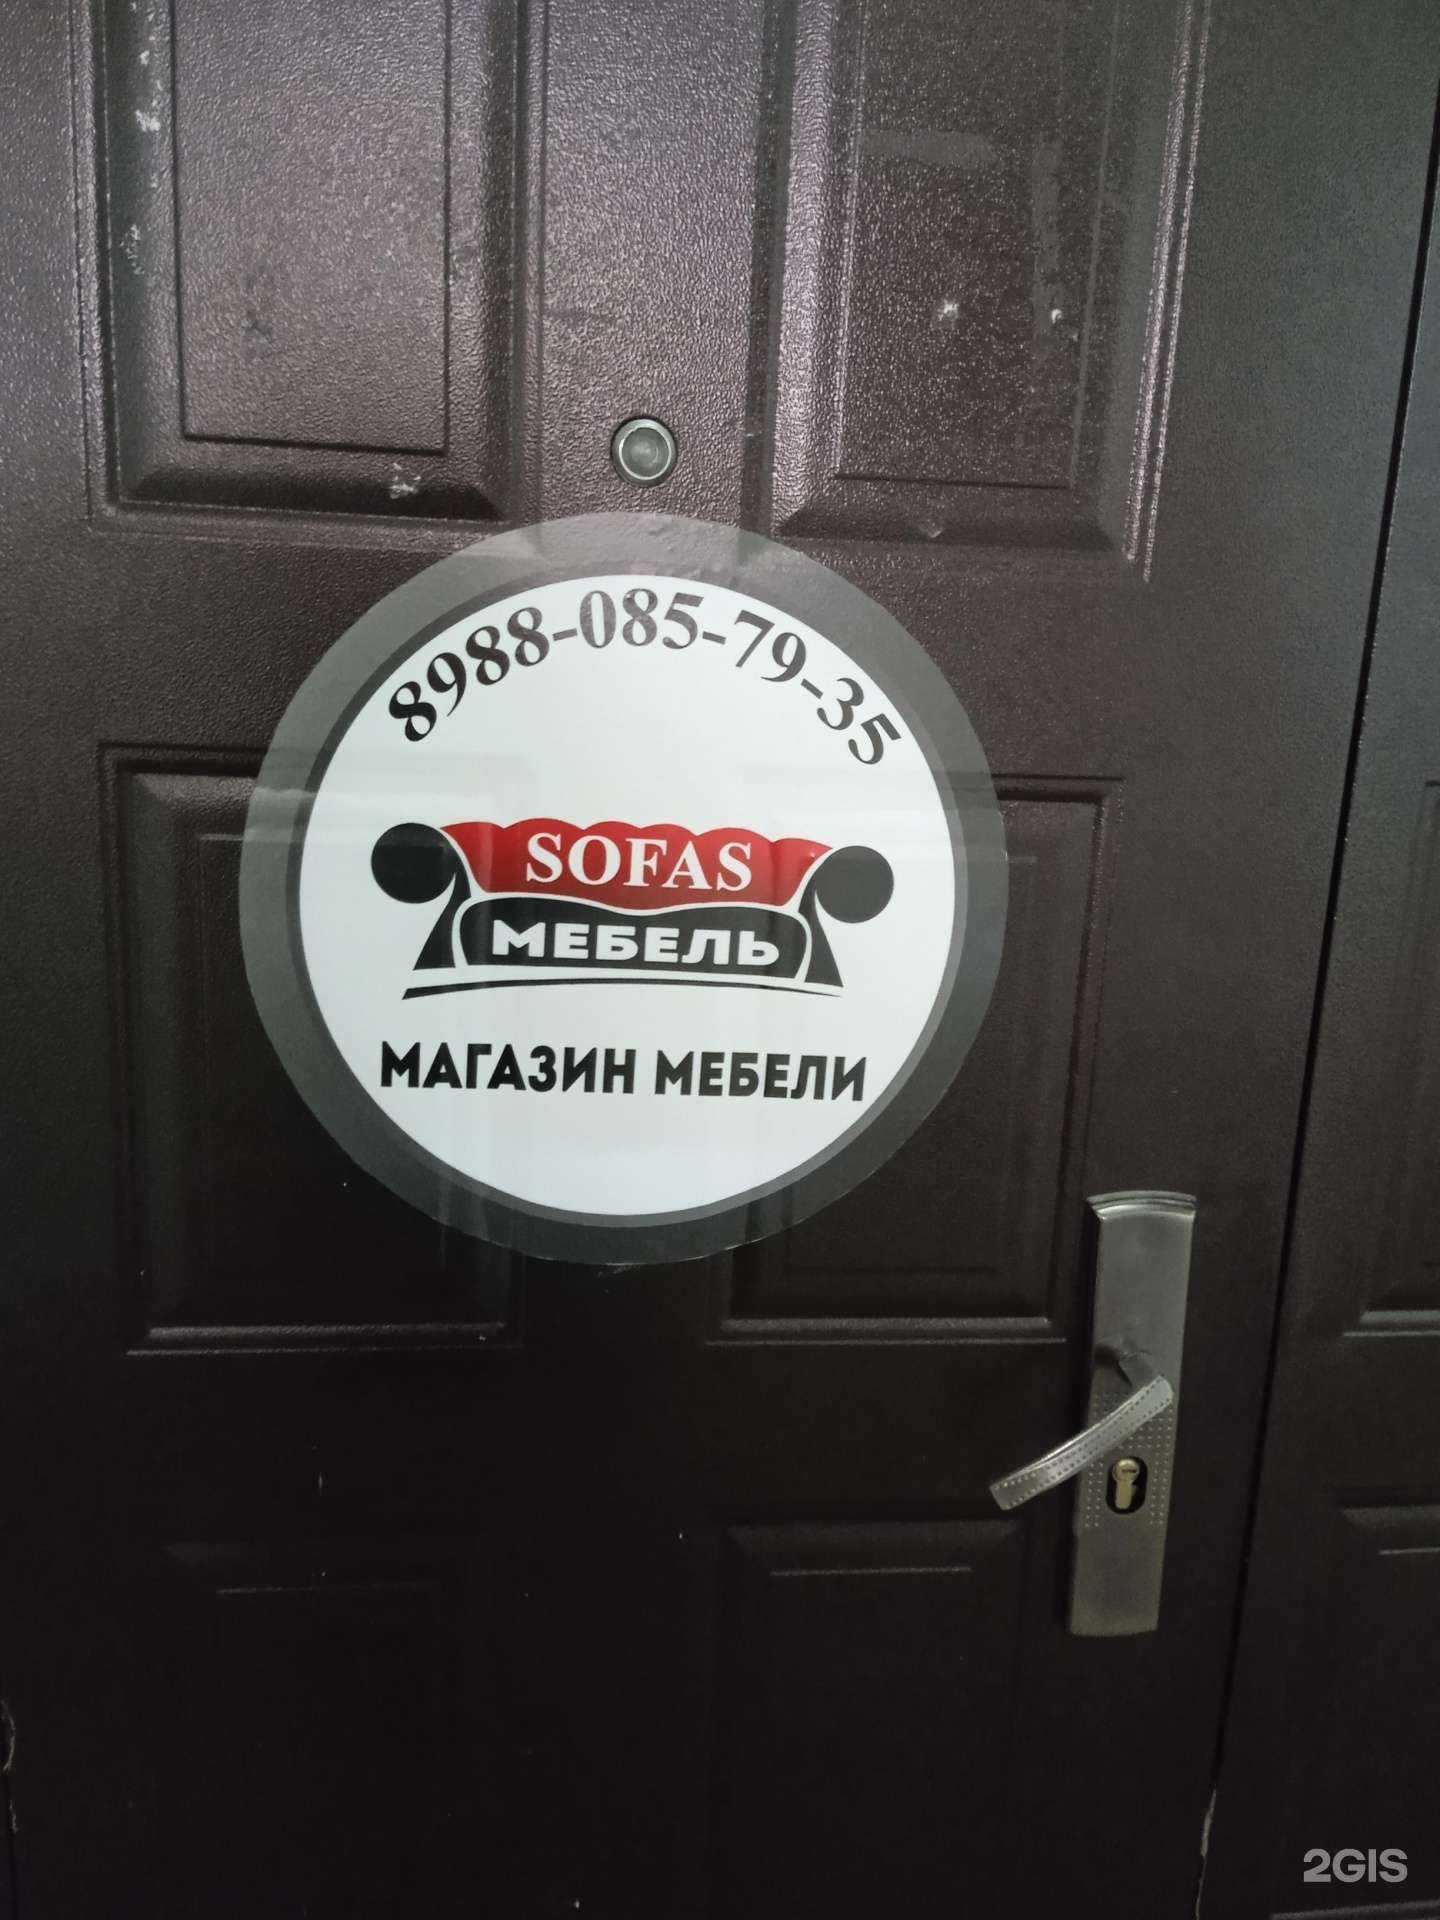 8988-085-79-35
SOFAS
МЕБЕЛЬ
МАГАЗИН МЕБЕЛИ
2GIS